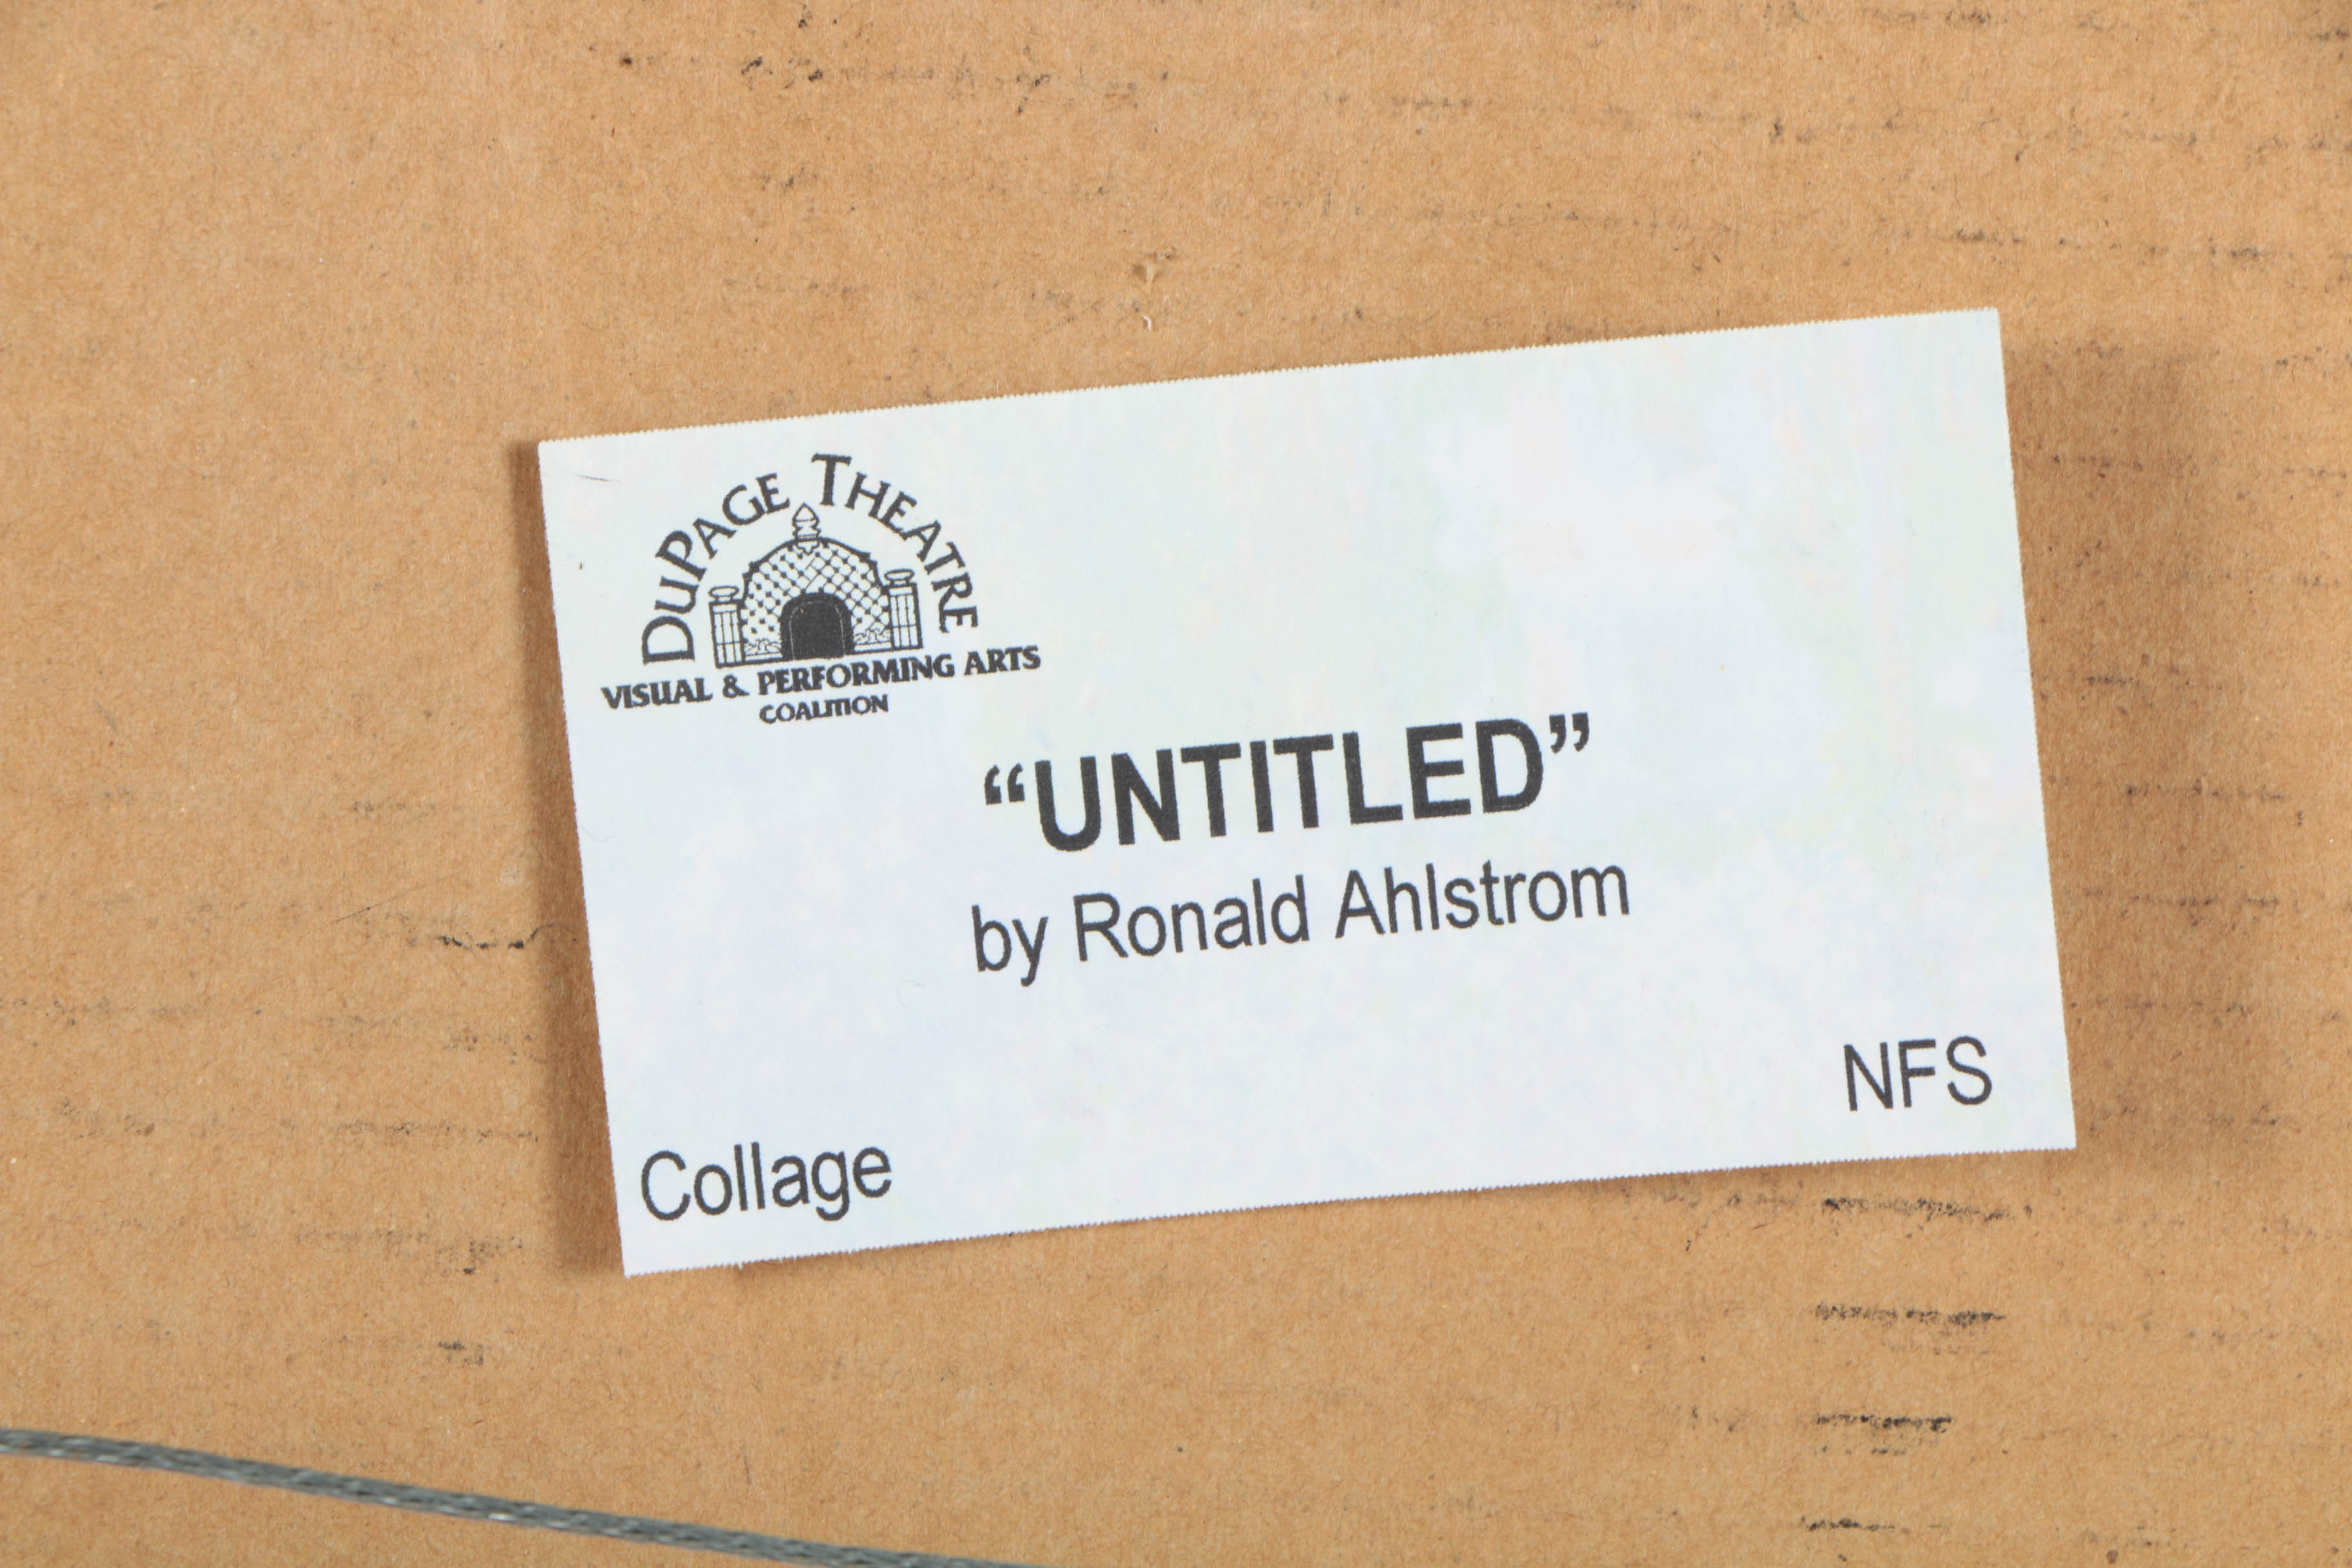 DUPAGE THEATRE
VISUAL & PERFORMING ARTS
COALITION
“UNTITLED”
by Ronald Ahlstrom
NFS
Collage